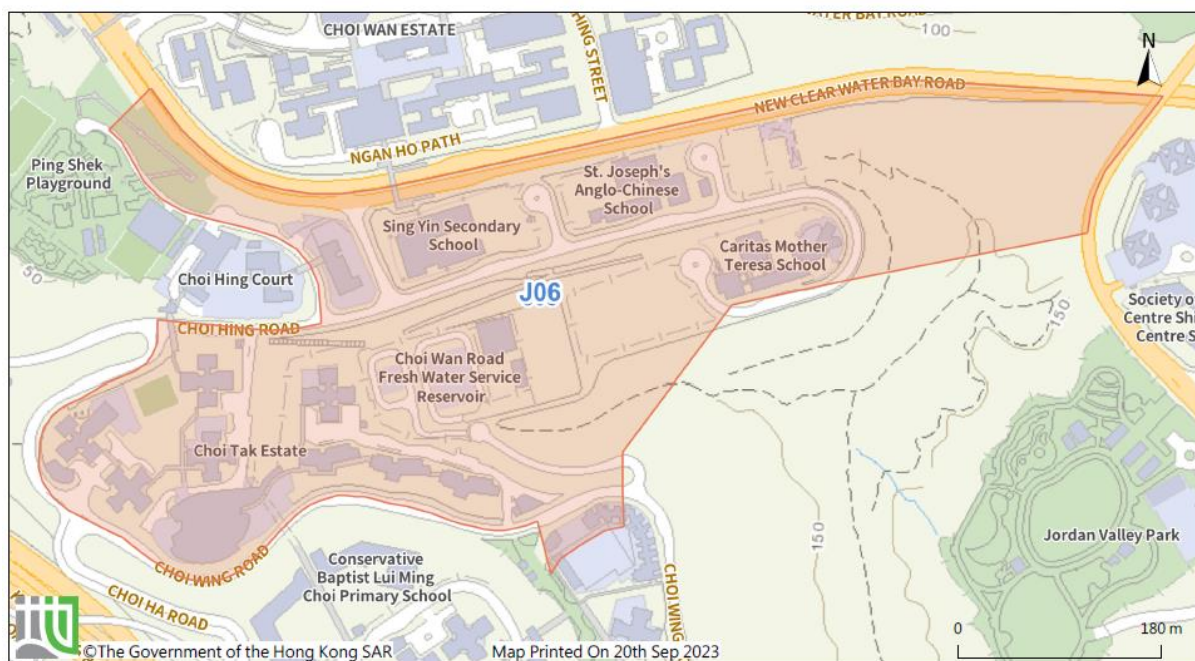 CHOI WAN ESTATE
HING STREET
WATER BAY ROAD
100
N
NEW CLEAR WATER BAY ROAD
NGAN HO PATH
Ping Shek
Playground
St. Joseph's
Anglo-Chinese
School
Sing Yin Secondary
School
Caritas Mother
Teresa School
50
Choi Hing Court
J06
CHOI HING ROAD
150
Society of
Centre Shi
Centre S
Choi Wan Road
Fresh Water Service
Reservoir
Choi Tak Estate
150
Jordan Valley Park
CHOI WING ROAD
Conservative
Baptist Lui Ming
Choi Primary School
CHOI WING
CHOI HA ROAD
0 180 m
©The Government of the Hong Kong SAR
Map Printed On 20th Sep 2023